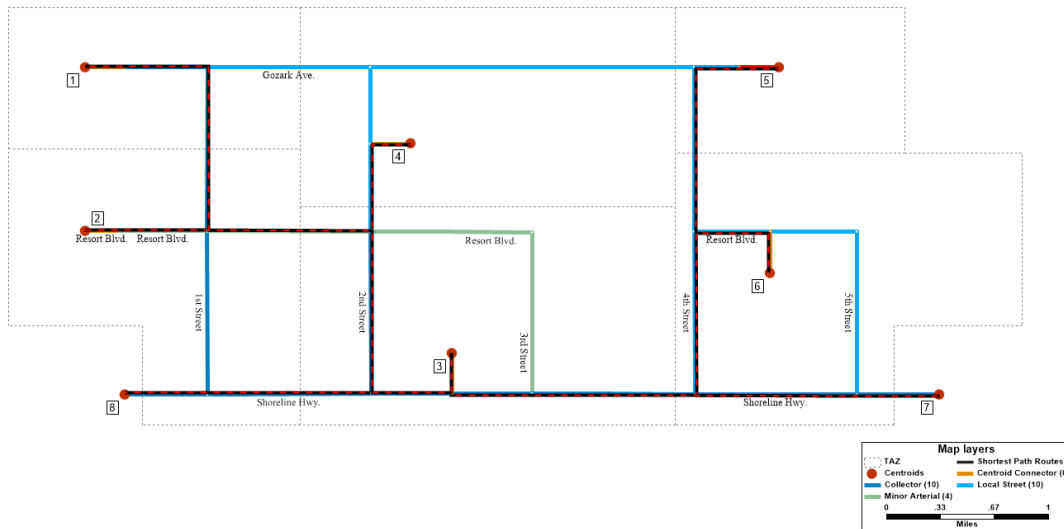 1
Gozark Ave.
5
4
2
Resort Blvd. Resort Blvd.
Resort Blvd.
Resort Blvd.
6
1st Street
2nd Street
3rd Street
4th Street
5th Street
3
8
Shoreline Hwy.
Shoreline Hwy.
7
Map layers
TAZ
Shortest Path Routes
Centroids
Centroid Connector (
Collector (10)
Local Street (10)
Minor Arterial (4)
0 .33 .67 1
Miles